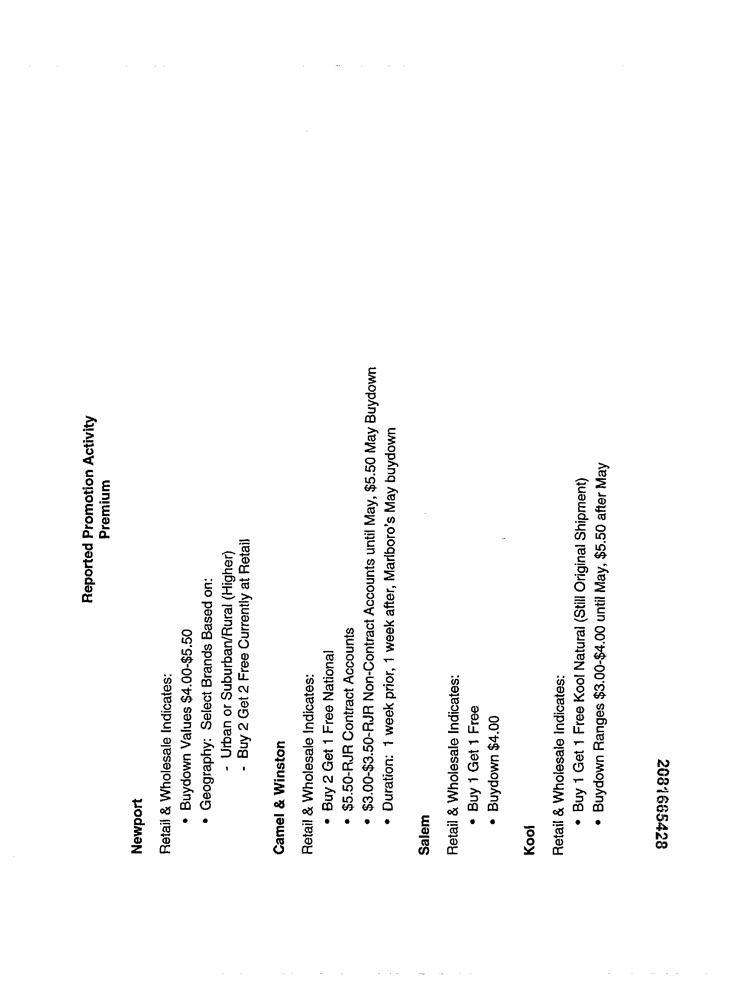 Reported Promotion Activity
Premium
Newport
Retail & Wholesale Indicates:
• Buydown Values $4.00-$5.50
• Geography: Select Brands Based on:
- Urban or Suburban/Rural (Higher)
- Buy 2 Get 2 Free Currently at Retail
Camel & Winston
Retail & Wholesale Indicates:
• Buy 2 Get 1 Free National
• $5.50-RJR Contract Accounts
• $3.00-$3.50-RJR Non-Contract Accounts until May, $5.50 May Buydown
• Duration: 1 week prior, 1 week after, Marlboro's May buydown
Salem
Retail & Wholesale Indicates:
• Buy 1 Get 1 Free
• Buydown $4.00
Kool
Retail & Wholesale Indicates:
• Buy 1 Get 1 Free Kool Natural (Still Original Shipment)
• Buydown Ranges $3.00-$4.00 until May, $5.50 after May
2081665428